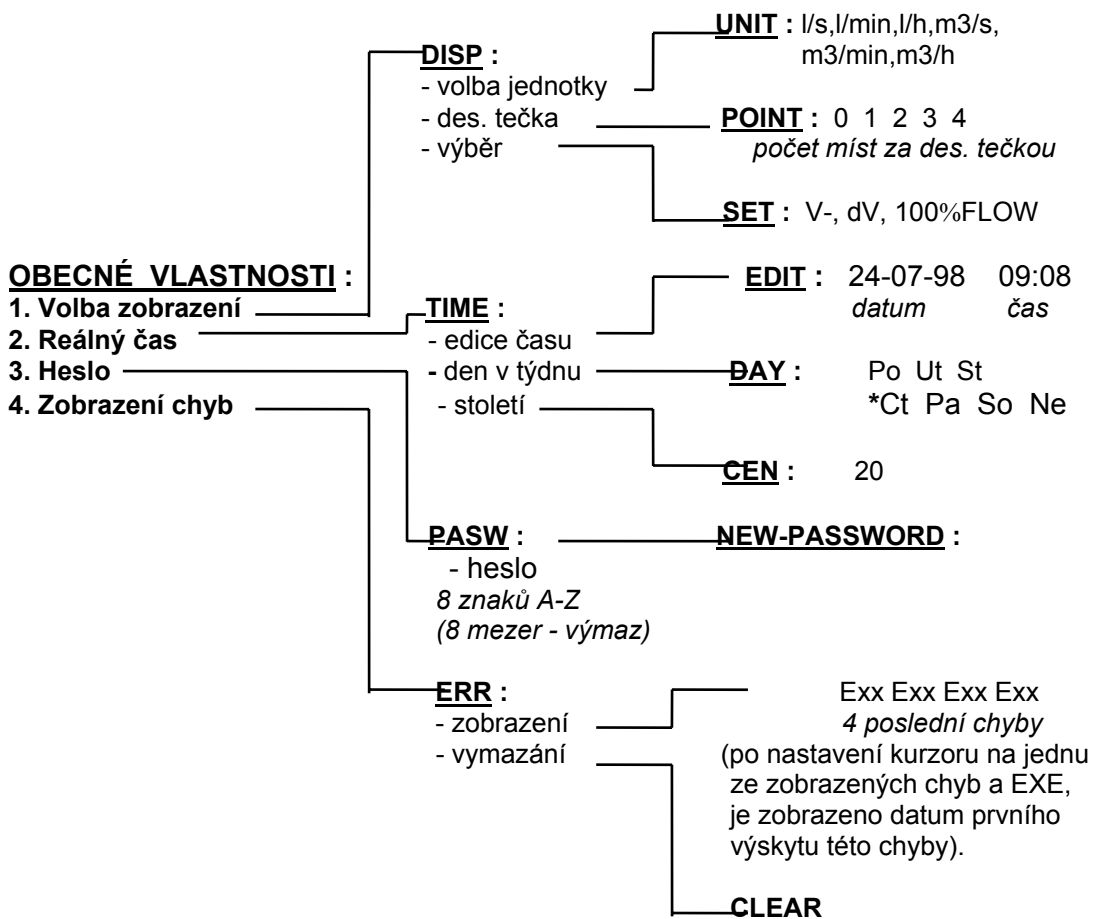 OBECNÉ VLASTNOSTI :
1. Volba zobrazení
2. Reálný čas
3. Heslo
4. Zobrazení chyb
DISP :
- volba jednotky
- des. tečka
- výběr
UNIT : l/s,l/min,l/h,m3/s,
m3/min,m3/h
POINT : 0 1 2 3 4
počet míst za des. tečkou
SET : V-, dV, 100%FLOW
TIME :
- edice času
- den v týdnu
- století
EDIT : 24-07-98 09:08
datum čas
DAY : Po Ut St
*Ct Pa So Ne
CEN : 20
PASW :
- heslo
8 znaků A-Z
(8 mezer - výmaz)
NEW-PASSWORD :
ERR :
- zobrazení
- vymazání
Exx Exx Exx Exx
4 poslední chyby
(po nastavení kurzoru na jednu
ze zobrazených chyb a EXE,
je zobrazeno datum prvního
výskytu této chyby).
CLEAR